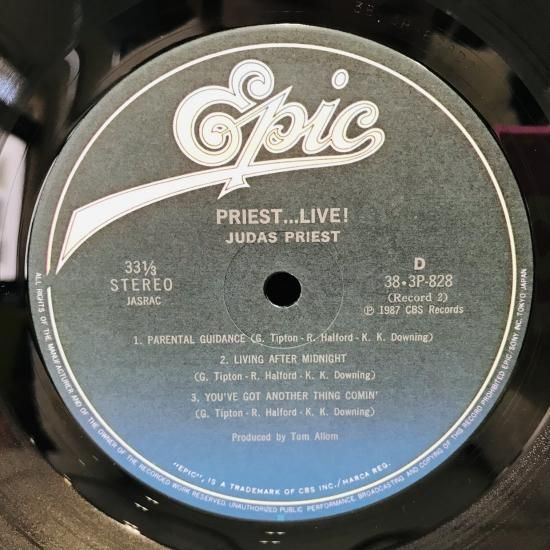 Epic
PRIEST...LIVE!
JUDAS PRIEST
33⅓
STEREO
JASRAC
D
38・3P-828
(Record 2)
Ⓟ 1987 CBS Records
1. PARENTAL GUIDANCE (G. Tipton - R. Halford - K. K. Downing)
2. LIVING AFTER MIDNIGHT
(G. Tipton - R. Halford - K. K. Downing)
3. YOU'VE GOT ANOTHER THING COMIN'
(G. Tipton - R. Halford - K. K. Downing)
Produced by Tom Allom
"EPIC", IS A TRADEMARK OF CBS INC./MARCA REG.
ALL RIGHTS OF THE MANUFACTURER AND OF THE OWNER OF THE RECORDED WORK RESERVED. UNAUTHORIZED PUBLIC PERFORMANCE, BROADCASTING AND COPYING OF THIS RECORD PROHIBITED EPIC/SONY INC. TOKYO JAPAN